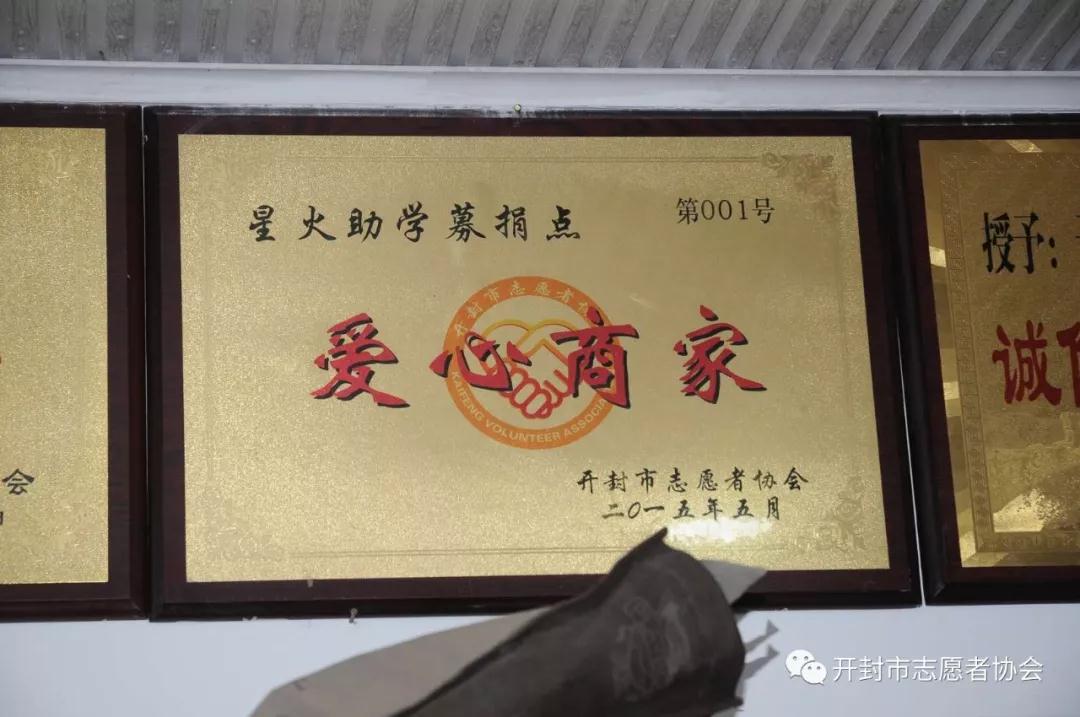 星火助学募捐点
第001号
开封市志愿者协
爱心商家
KAIFENG VOLUNTEER ASSOCIA
开封市志愿者协会
二〇一五年五月
会
月
授予:
诚
开封市志愿者协会